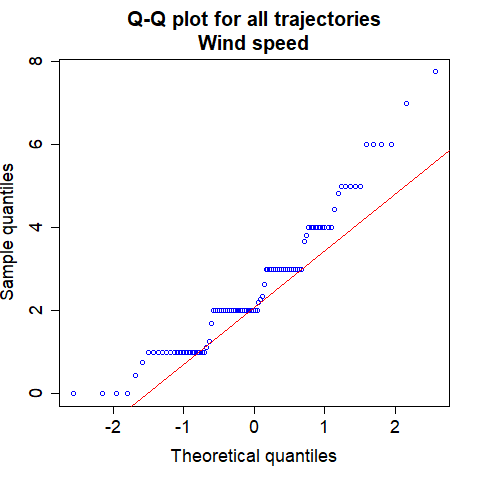 Q-Q plot for all trajectories
Wind speed
Sample quantiles
8
6
4
2
0
-2 -1 0 1 2
Theoretical quantiles